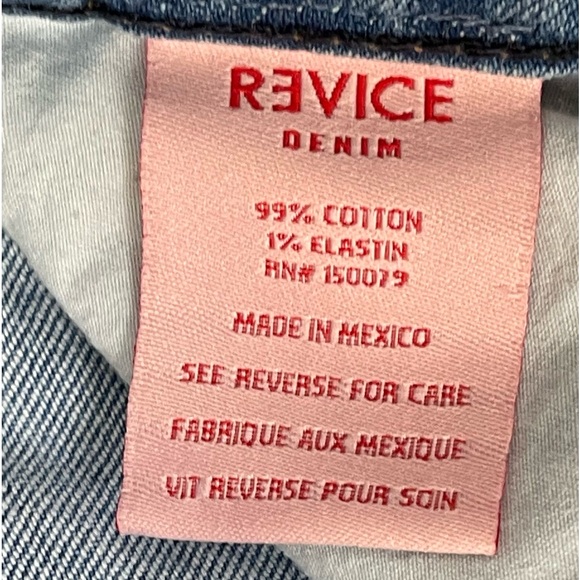 RƎVICE
DENIM
99% COTTON
1% ELASTIN
RN# 150079
MADE IN MEXICO
SEE REVERSE FOR CARE
FABRIQUE AUX MEXIQUE
VIT REVERSE POUR SOIN